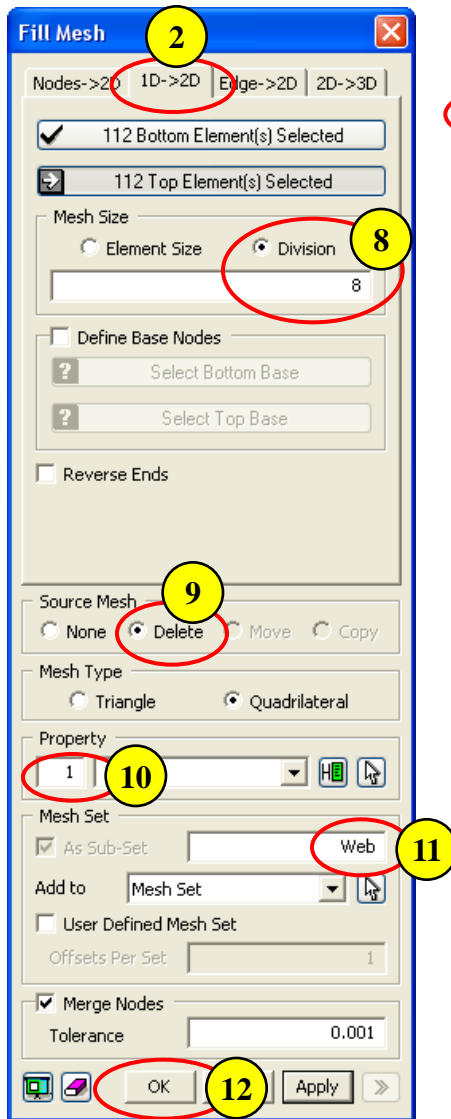 Fill Mesh
2
Nodes->2D 1D->2D Edge->2D 2D->3D
112 Bottom Element(s) Selected
112 Top Element(s) Selected
Mesh Size
8
Element Size Division
8
Define Base Nodes
? Select Bottom Base
? Select Top Base
Reverse Ends
9
Source Mesh
None Delete Move Copy
Mesh Type
Triangle Quadrilateral
Property
1 10
Mesh Set
As Sub-Set Web 11
Add to Mesh Set
User Defined Mesh Set
Offsets Per Set 1
Merge Nodes
Tolerance 0.001
OK 12 Apply >